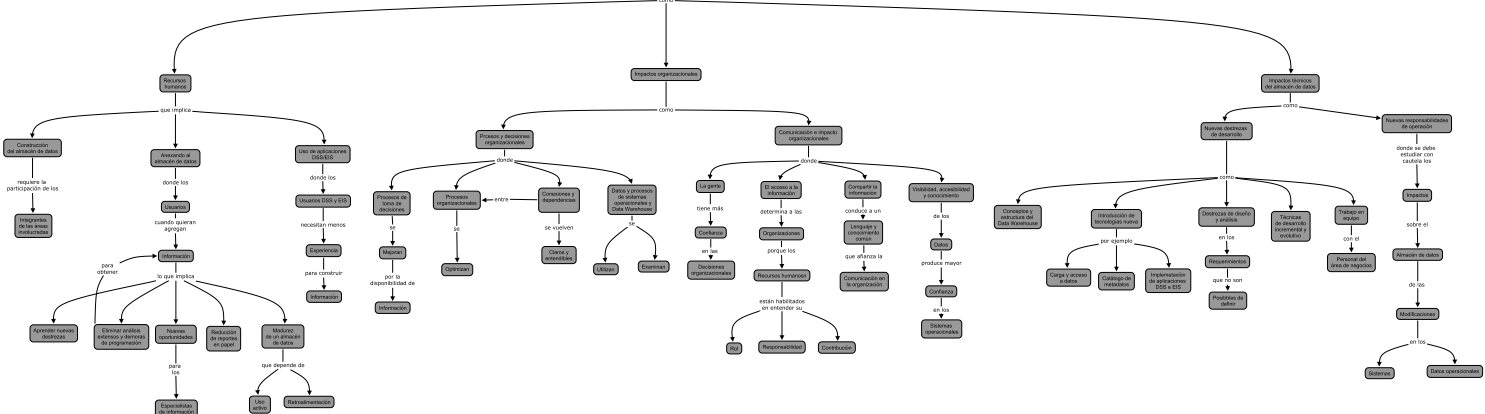 como
Recursos
humanos
Impactos organizacionales
Impactos técnicos
del almacén de datos
que implica
como
como
Construcción
del almacén de datos
Anexando al
almacén de datos
Uso de aplicaciones
DSS/EIS
Prcesos y decisiones
organizacionales
Comunicación e impacto
organizacionales
Nuevas destrezas
de desarrollo
Nuevas responsabilidades
de operación
requiere la
participación de los
donde los
donde los
donde
donde
donde se debe
estudiar con
cautela los
Integrantes
de las áreas
involucradas
Usuarios
Usuarios DSS y EIS
Procesos de
toma de
decisiones
Procesos
organizacionales
entre
Conexiones y
dependencias
Datos y procesos
de sistemas
operacionales y
Data Warehouse
La gente
El acceso a la
información
Compartir la
información
Visibilidad, accesibilidad
y conocimiento
como
Impactos
cuando quieran
agregan
necesitan menos
se
se
se vuelven
se
tiene más
determina a las
conduce a un
de los
Conceptos y
estructura del
Data Warehouse
Introducción de
tecnologías nueva
Destrezas de diseño
y análisis
Técnicas
de desarrollo
incremental y
evolutivo
Trabajo en
equipo
sobre el
Información
Experiencia
Mejoran
Optimizan
Claros y
entendibles
Utilizan
Examinan
Confianza
Organizaciones
Lenguaje y
conocimiento
común
Datos
por ejemplo
en los
con el
Almacén de datos
para
obtener
lo que implica
para construir
por la
disponibilidad de
en las
porque los
que afianza la
produce mayor
Carga y acceso
a datos
Catálogo de
metadatos
Implemetación
de aplicaciones
DSS e EIS
Requerimientos
Personal del
área de negocios
de las
Información
Información
Decisiones
organizacionales
Recursos humanoer
Comunicación en
la organización
Confianza
que no son
Posibbles de
definir
Modificaciones
Aprender nuevas
destrezas
Eliminar análisis
extensos y demoras
de programación
Nuevas
oportunidades
Reducción
de reportes
en papel
Madurez
de un almacén
de datos
están habilitados
en entender su
en los
en los
Rol
Responsabilidad
Contribución
Sistemas
operacionales
Sistemas
Datos operacionales
para
los
que depende de
Especialistas
de información
Uso
activo
Retroalimentación